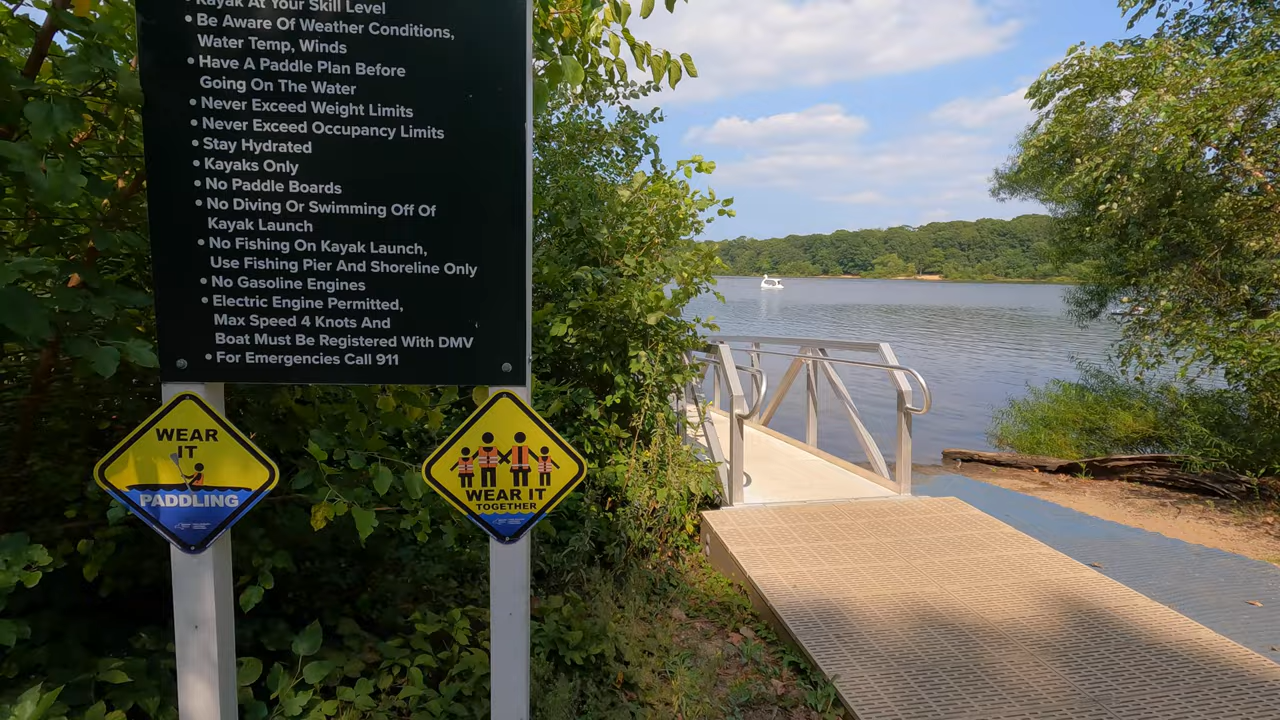 • Kayak At Your Skill Level
• Be Aware Of Weather Conditions,
Water Temp, Winds
• Have A Paddle Plan Before
Going On The Water
• Never Exceed Weight Limits
• Never Exceed Occupancy Limits
• Stay Hydrated
• Kayaks Only
• No Paddle Boards
• No Diving Or Swimming Off Of
Kayak Launch
• No Fishing On Kayak Launch,
Use Fishing Pier And Shoreline Only
• No Gasoline Engines
• Electric Engine Permitted,
Max Speed 4 Knots And
Boat Must Be Registered With DMV
• For Emergencies Call 911
WEAR
IT
PADDLING
WEAR IT
TOGETHER